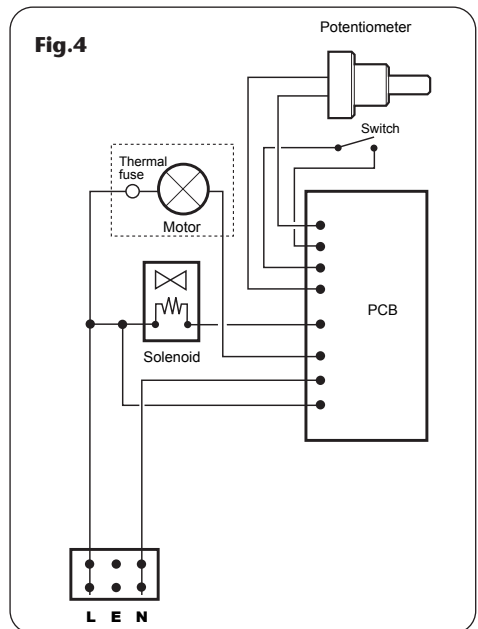 Fig.4
Potentiometer
Switch
Thermal
fuse
Motor
PCB
Solenoid
L E N